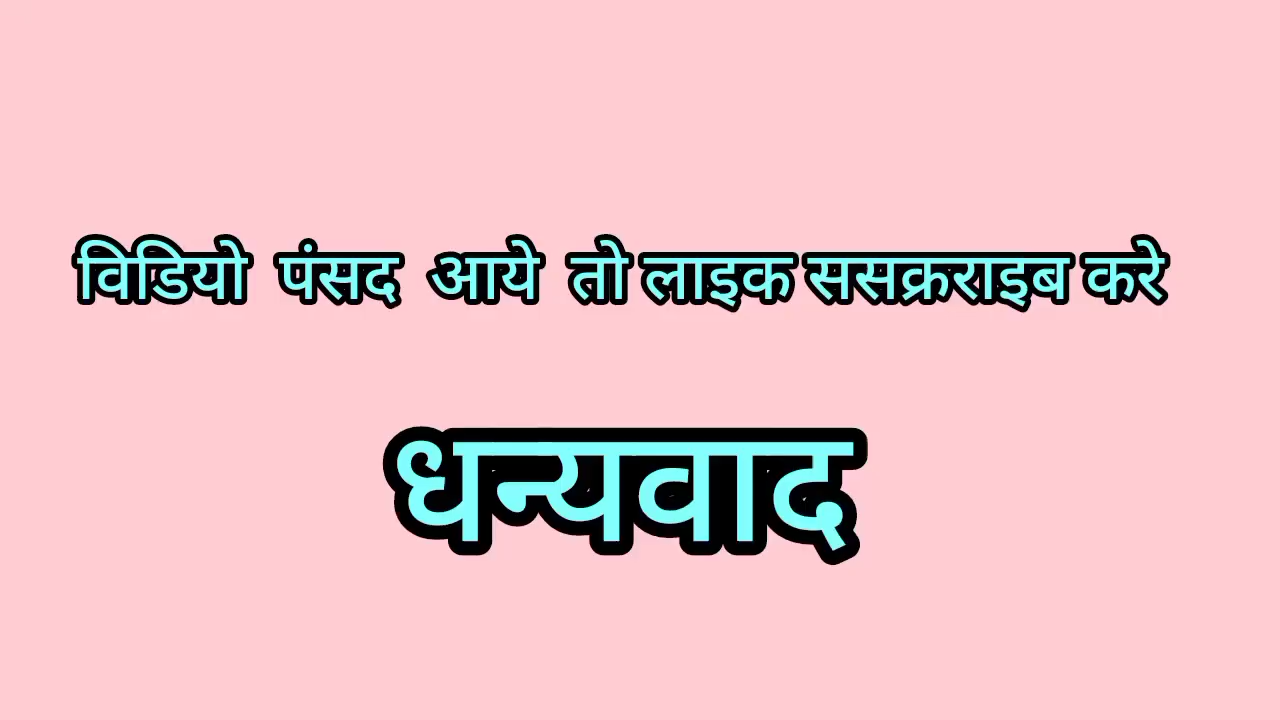 विडियो पंसद आये तो लाइक ससक्रराइब करे
धन्यवाद